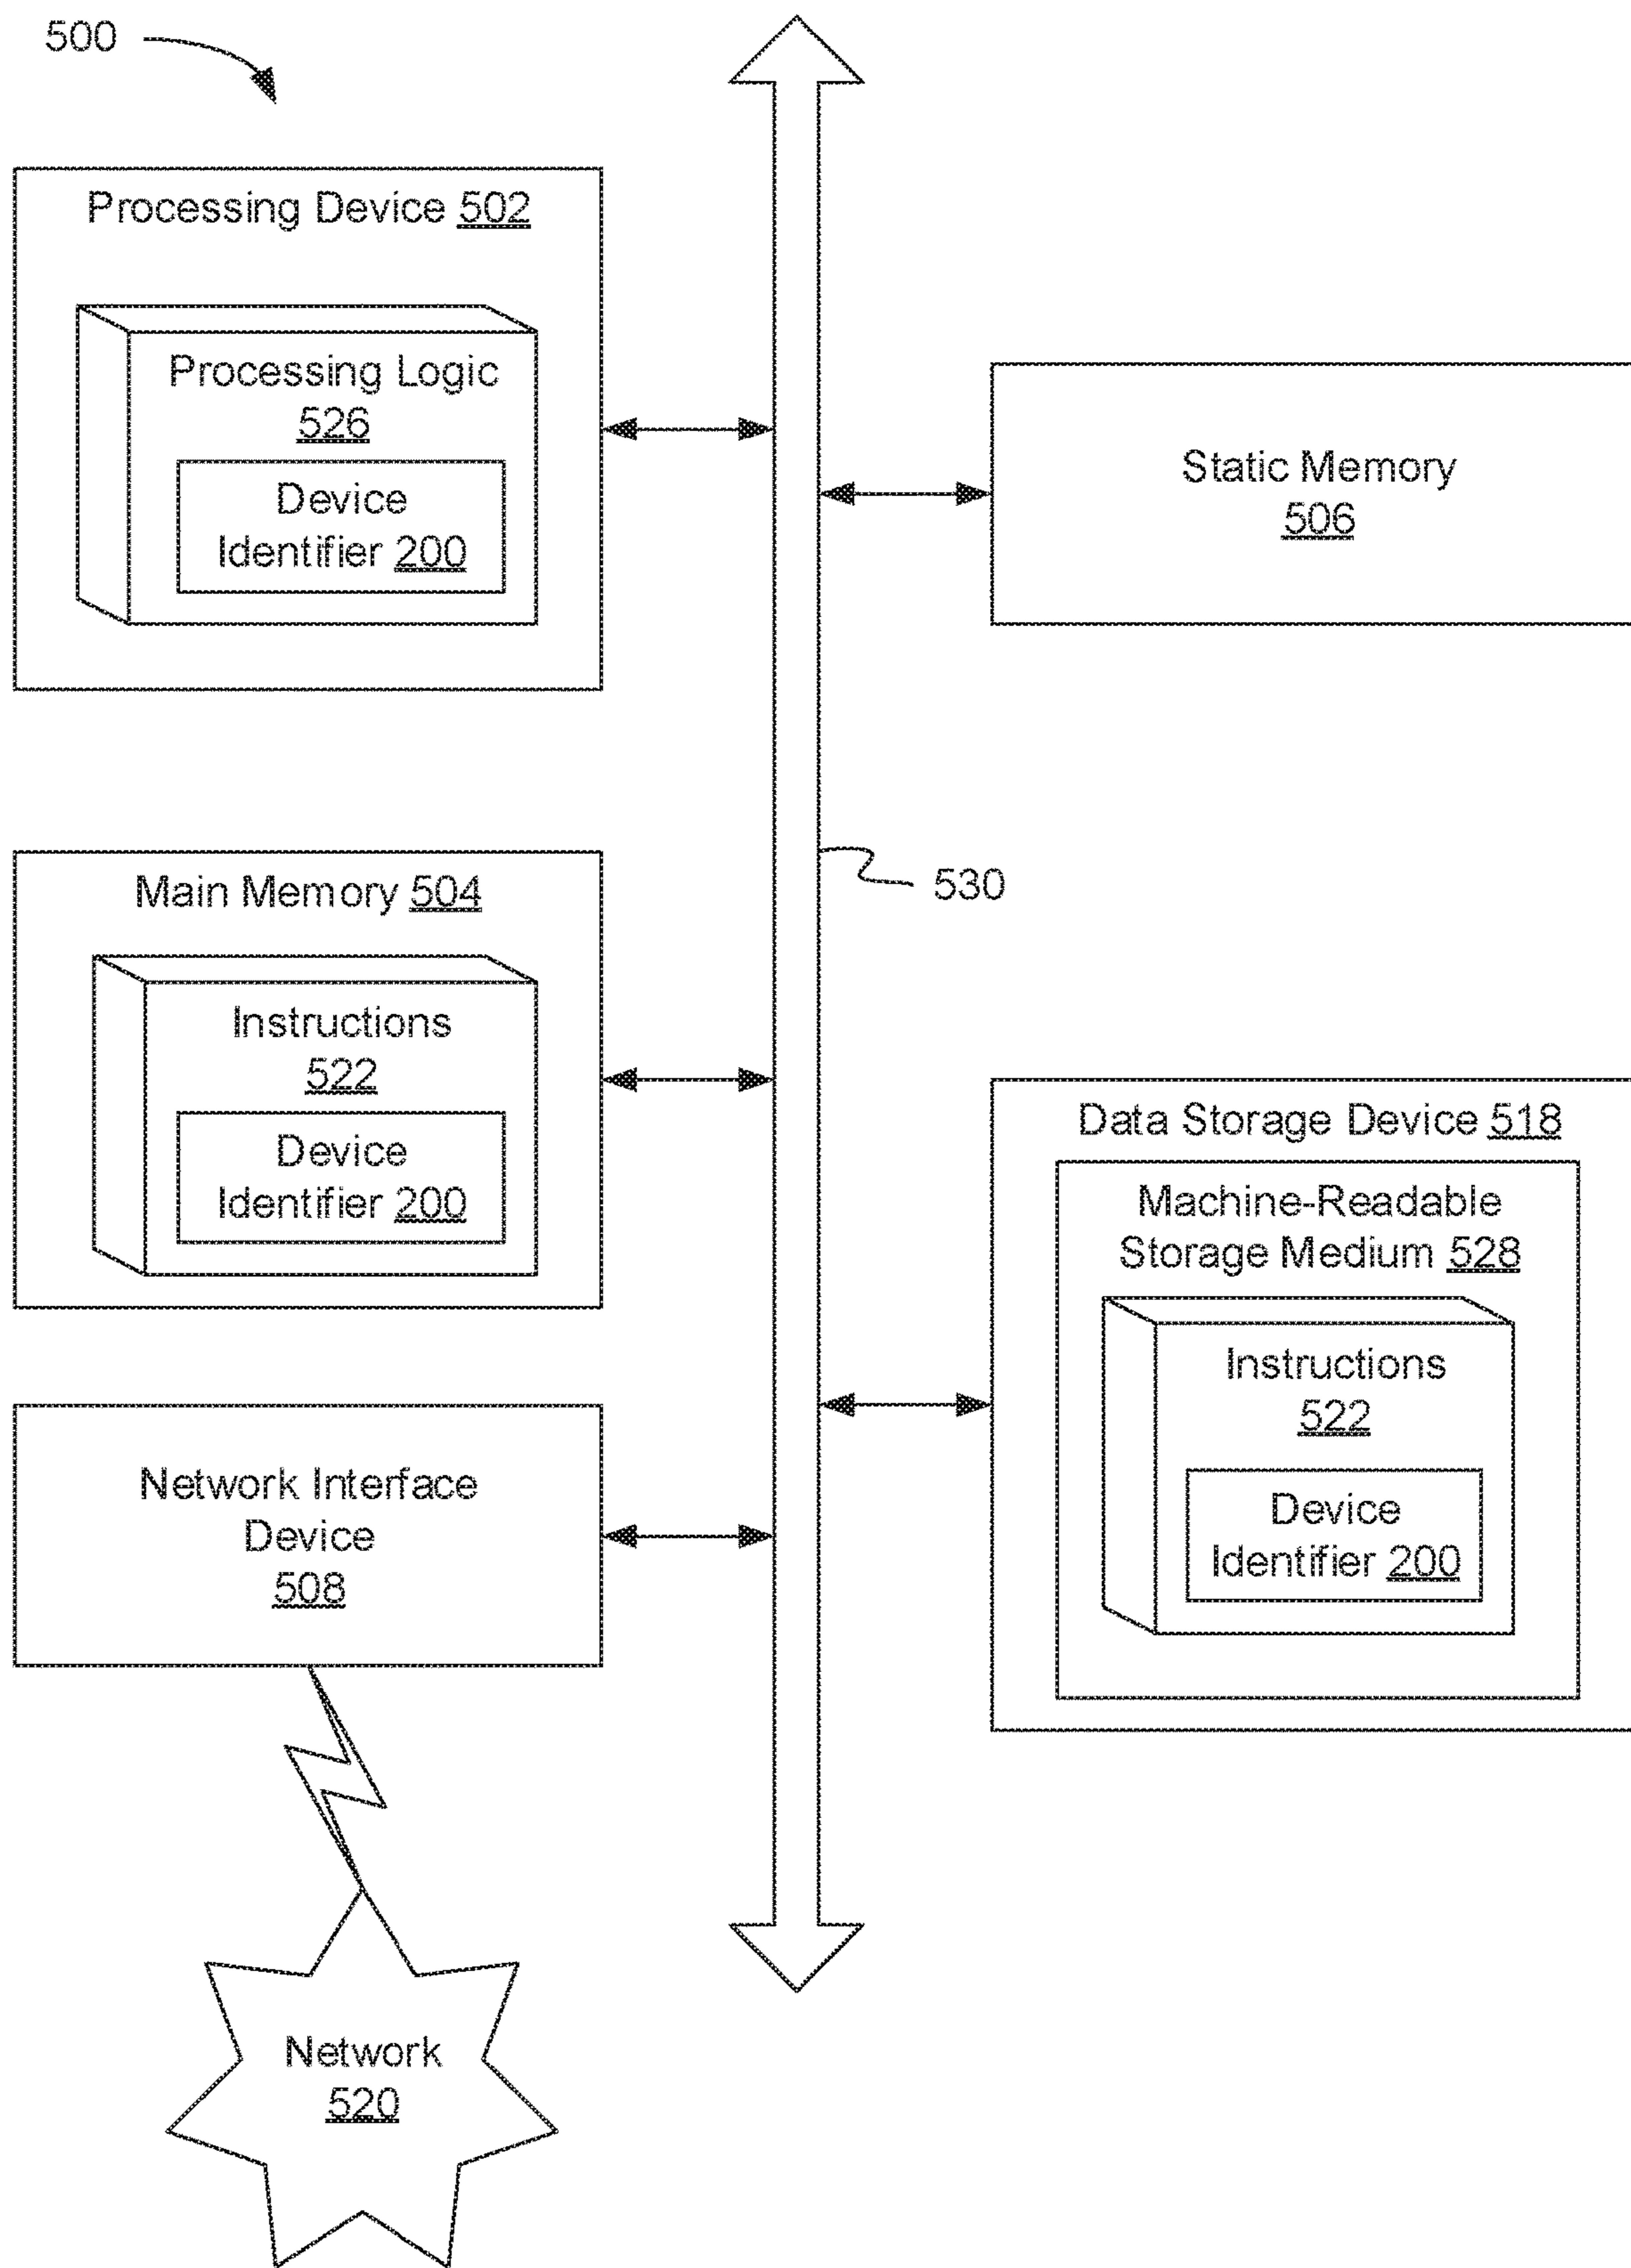 500
Processing Device 502
Processing Logic
526
Device
Identifier 200
Static Memory
506
530
Main Memory 504
Instructions
522
Device
Identifier 200
Data Storage Device 518
Machine-Readable
Storage Medium 528
Instructions
522
Device
Identifier 200
Network Interface
Device
508
Network
520